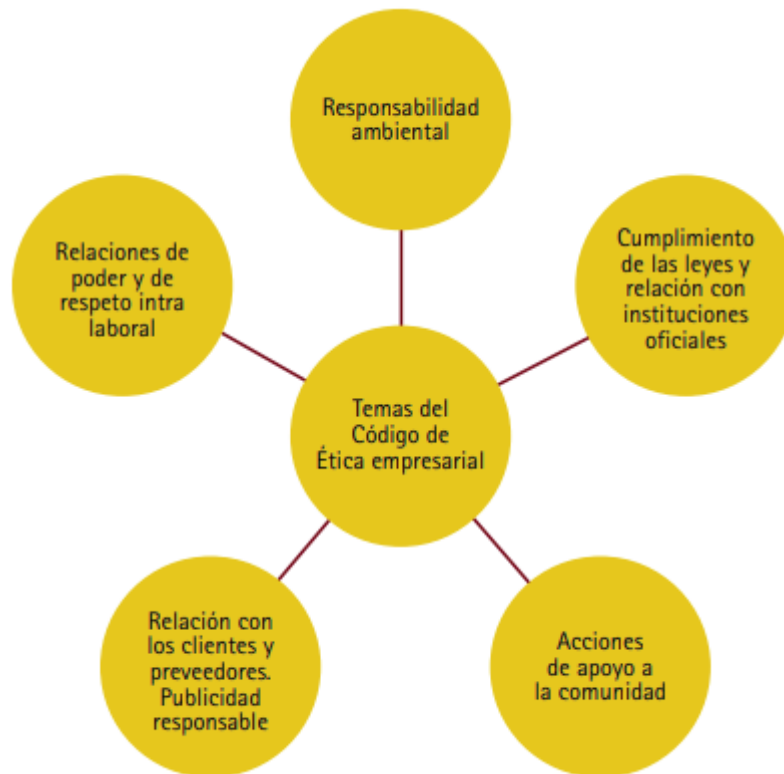 Responsabilidad
ambiental
Relaciones de
poder y de
respeto intra
laboral
Cumplimiento
de las leyes y
relación con
instituciones
oficiales
Temas del
Código de
Ética empresarial
Relación con
los clientes y
preveedores.
Publicidad
responsable
Acciones
de apoyo a
la comunidad